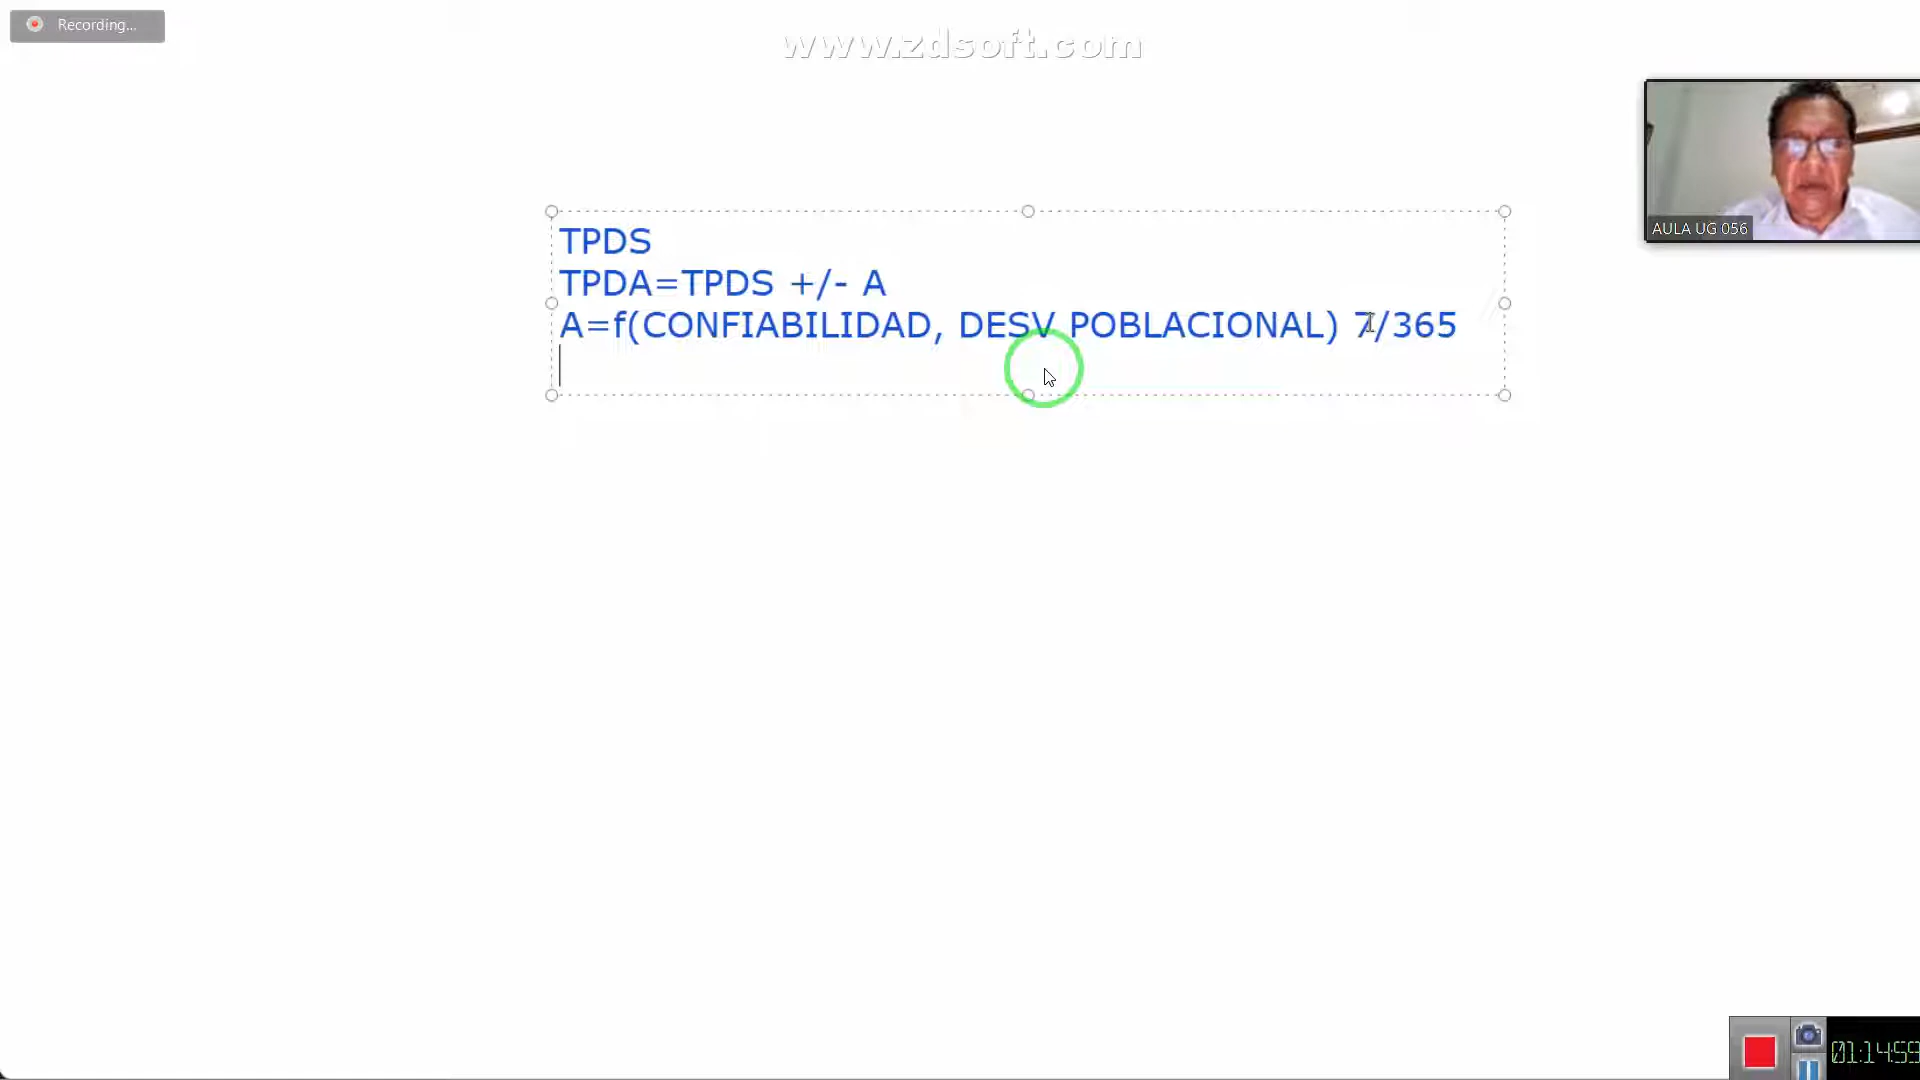 Recording...
www.zdsoft.com
AULA UG 056
TPDS
TPDA=TPDS +/- A
A=f(CONFIABILIDAD, DESV POBLACIONAL) 7/365
01:14:59